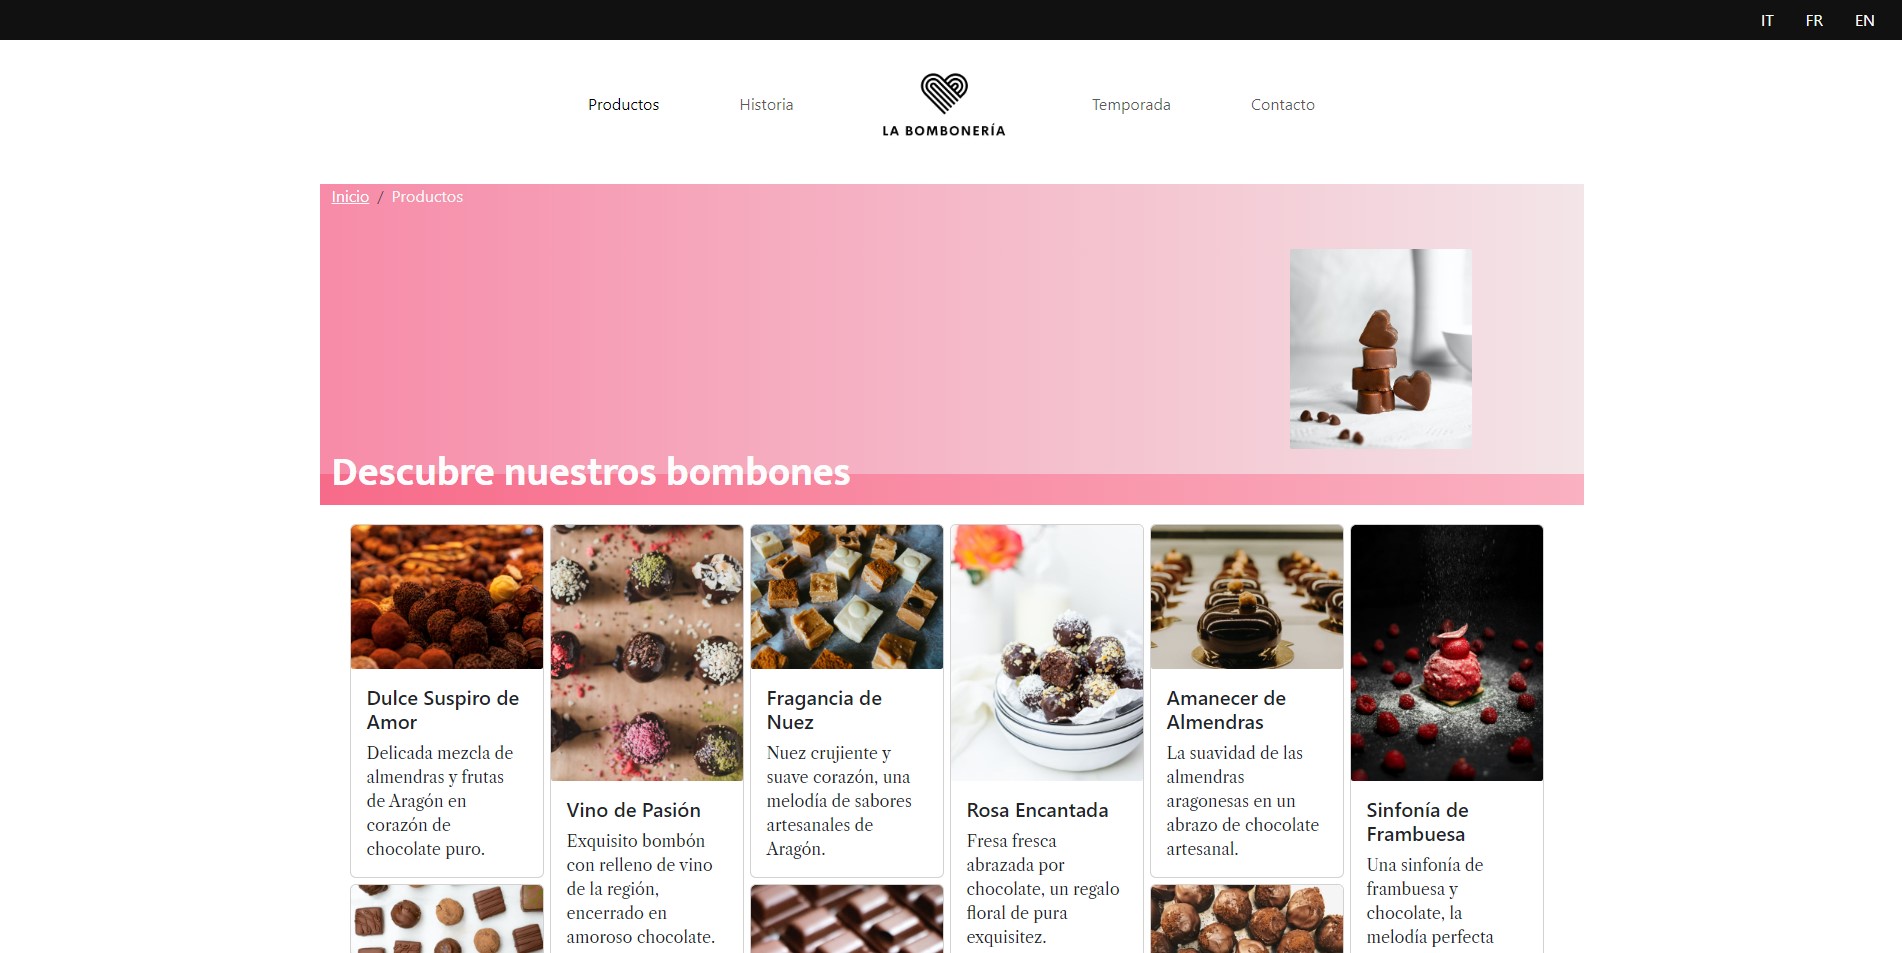 IT FR EN
Productos Historia LA BOMBONERÍA Temporada Contacto
Inicio / Productos
Descubre nuestros bombones
Dulce Suspiro de
Amor
Delicada mezcla de
almendras y frutas
de Aragón en
corazón de
chocolate puro.
Vino de Pasión
Exquisito bombón
con relleno de vino
de la región,
encerrado en
amoroso chocolate.
Fragancia de
Nuez
Nuez crujiente y
suave corazón, una
melodía de sabores
artesanales de
Aragón.
Rosa Encantada
Fresa fresca
abrazada por
chocolate, un regalo
floral de pura
exquisitez.
Amanecer de
Almendras
La suavidad de las
almendras
aragonesas en un
abrazo de chocolate
artesanal.
Sinfonía de
Frambuesa
Una sinfonía de
frambuesa y
chocolate, la
melodía perfecta